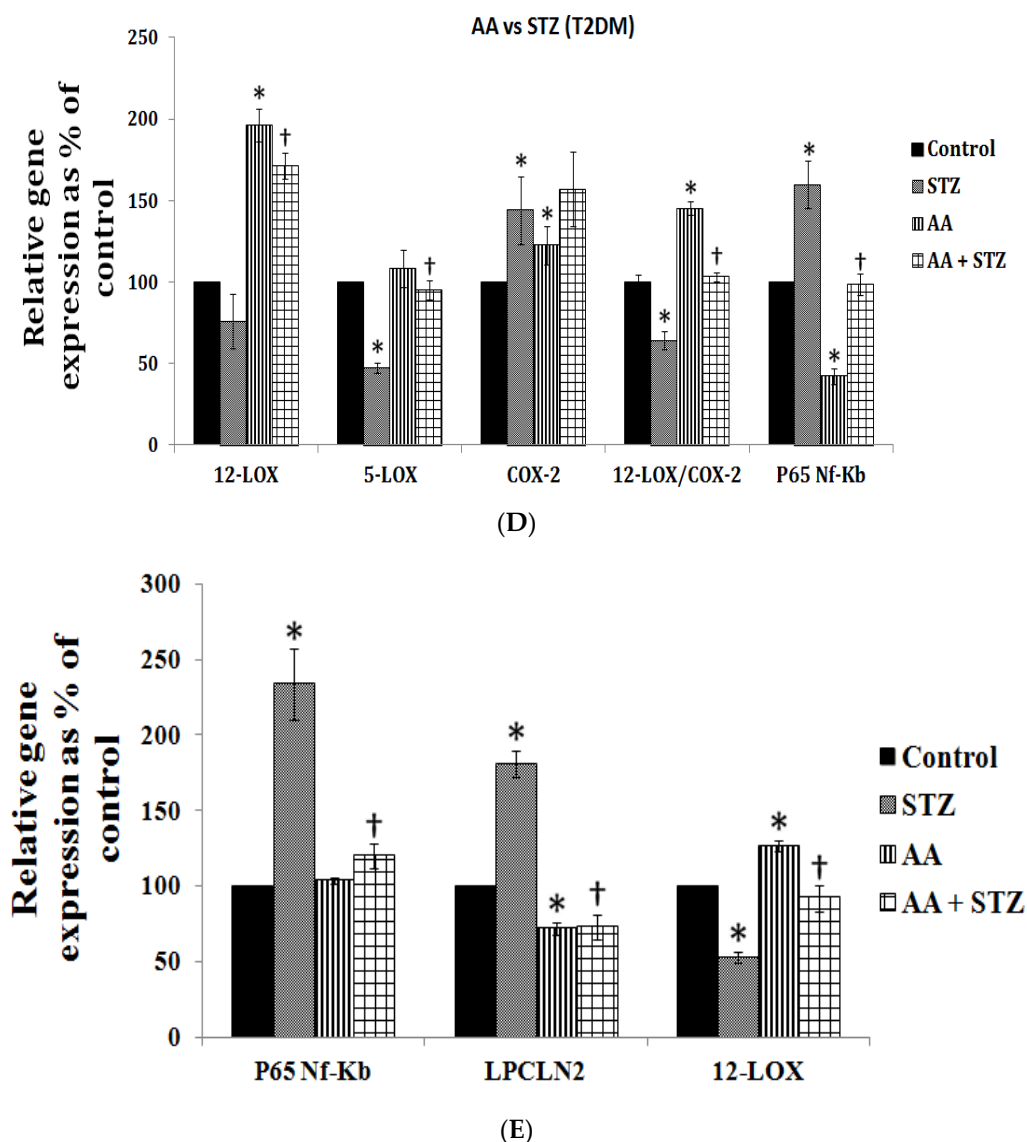 AA vs STZ (T2DM)
Relative gene
expression as % of
control
250
200
150
100
50
0
*
†
*
†
*
*
*
*
†
*
*
†
12-LOX
5-LOX
COX-2
12-LOX/COX-2
P65 Nf-Kb
Control
STZ
AA
AA + STZ
(D)
Relative gene
expression as % of
control
300
250
200
150
100
50
0
*
†
*
*
†
*
*
†
P65 Nf-Kb
LPCLN2
12-LOX
Control
STZ
AA
AA + STZ
(E)